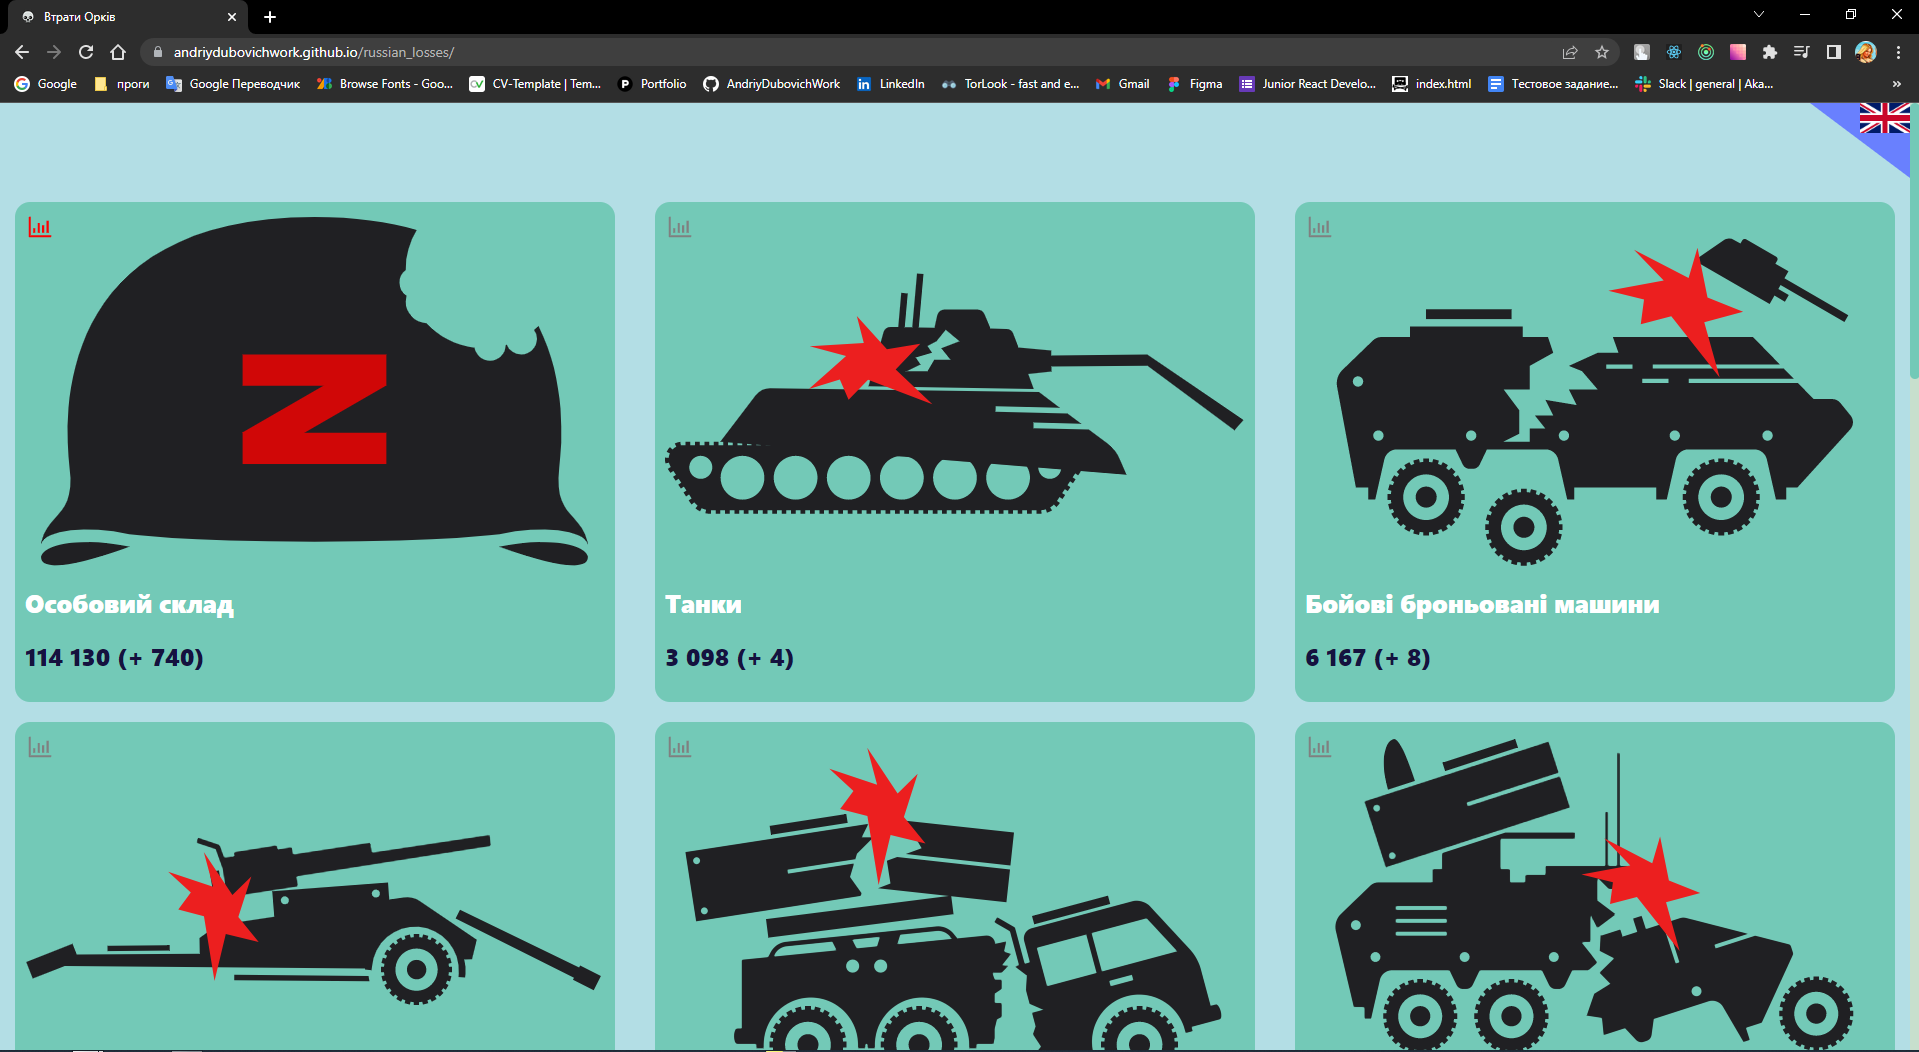 Втрати Орків
andriydubovichwork.github.io/russian_losses/
Google
проги
Google Переводчик
Browse Fonts - Goo...
CV-Template | Tem...
Portfolio
AndriyDubovichWork
LinkedIn
TorLook - fast and e...
Gmail
Figma
Junior React Develo...
index.html
Тестовое задание...
Slack | general | Aka...
Z
Особовий склад
114 130 (+ 740)
Танки
3 098 (+ 4)
Бойові броньовані машини
6 167 (+ 8)